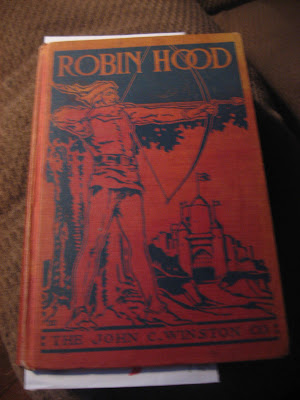 ROBIN HOOD
THE JOHN C. WINSTON CO.